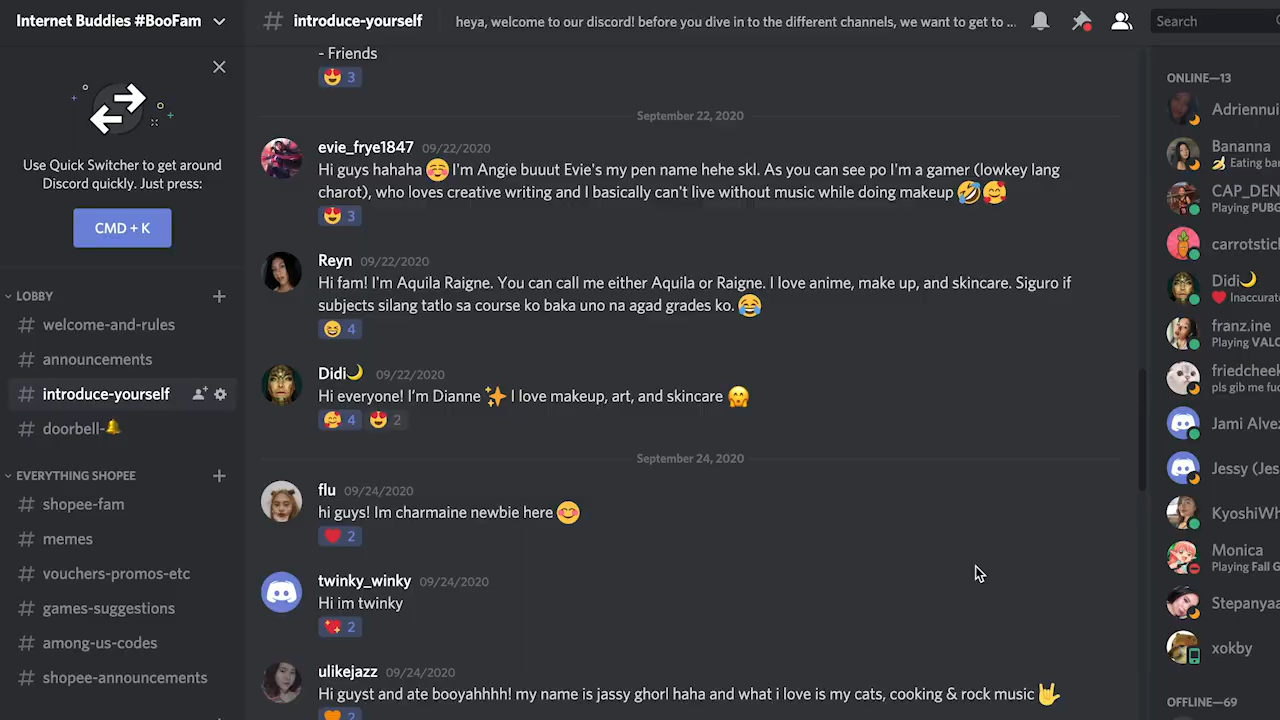 Internet Buddies #BooFam
Use Quick Switcher to get around
Discord quickly. Just press:
CMD + K
LOBBY
# welcome-and-rules
# announcements
# introduce-yourself
# doorbell-🔔
EVERYTHING SHOPEE
# shopee-fam
# memes
# vouchers-promos-etc
# games-suggestions
# among-us-codes
# shopee-announcements
# introduce-yourself
heya, welcome to our discord! before you dive in to the different channels, we want to get to ...
Search
- Friends
😍 3
September 22, 2020
evie_frye1847 09/22/2020
Hi guys hahaha ☺️ I'm Angie buuut Evie's my pen name hehe skl. As you can see po I'm a gamer (lowkey lang
charot), who loves creative writing and I basically can't live without music while doing makeup 🤣🥰
😍 3
Reyn 09/22/2020
Hi fam! I'm Aquila Raigne. You can call me either Aquila or Raigne. I love anime, make up, and skincare. Siguro if
subjects silang tatlo sa course ko baka uno na agad grades ko. 😂
😆 4
Didi🌙 09/22/2020
Hi everyone! I'm Dianne ✨ I love makeup, art, and skincare 🤗
🥰 4 😍 2
September 24, 2020
flu 09/24/2020
hi guys! Im charmaine newbie here 😊
❤️ 2
twinky_winky 09/24/2020
Hi im twinky
💖 2
ulikejazz 09/24/2020
Hi guyst and ate booyahhhh! my name is jassy ghorl haha and what i love is my cats, cooking & rock music 🤘
🧡 2
ONLINE—13
Adriennui
Bananna
🍌 Eating ban
CAP_DEN
Playing PUBG
carrotstick
Didi🌙
❤️ Inaccurat
franz.ine
Playing VALO
friedcheek
pls gib me fuc
Jami Alvez
Jessy (Jes
KyoshiWh
Monica
Playing Fall G
Stepanyaa
xokby
OFFLINE—69